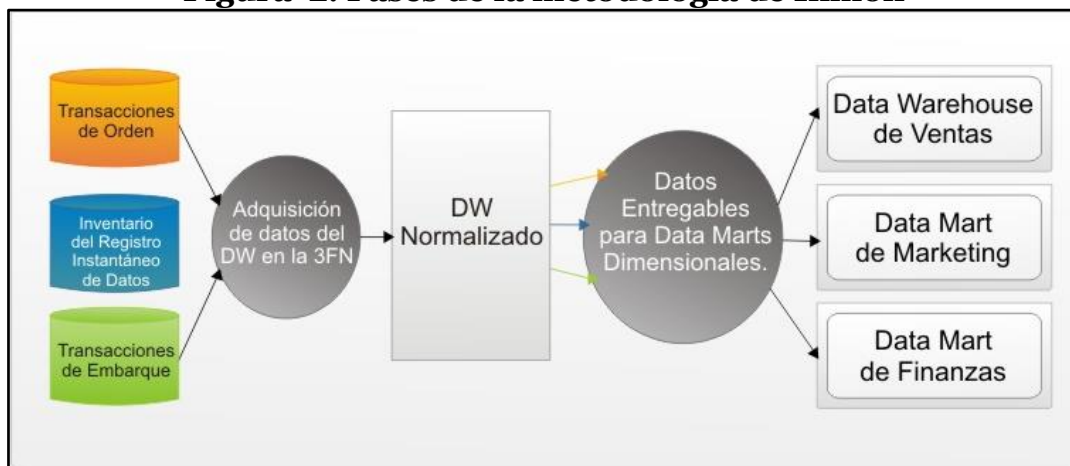 Transacciones
de Orden
Inventario
del Registro
Instantáneo
de Datos
Transacciones
de Embarque
Adquisición
de datos del
DW en la 3FN
DW
Normalizado
Datos
Entregables
para Data Marts
Dimensionales.
Data Warehouse
de Ventas
Data Mart
de Marketing
Data Mart
de Finanzas